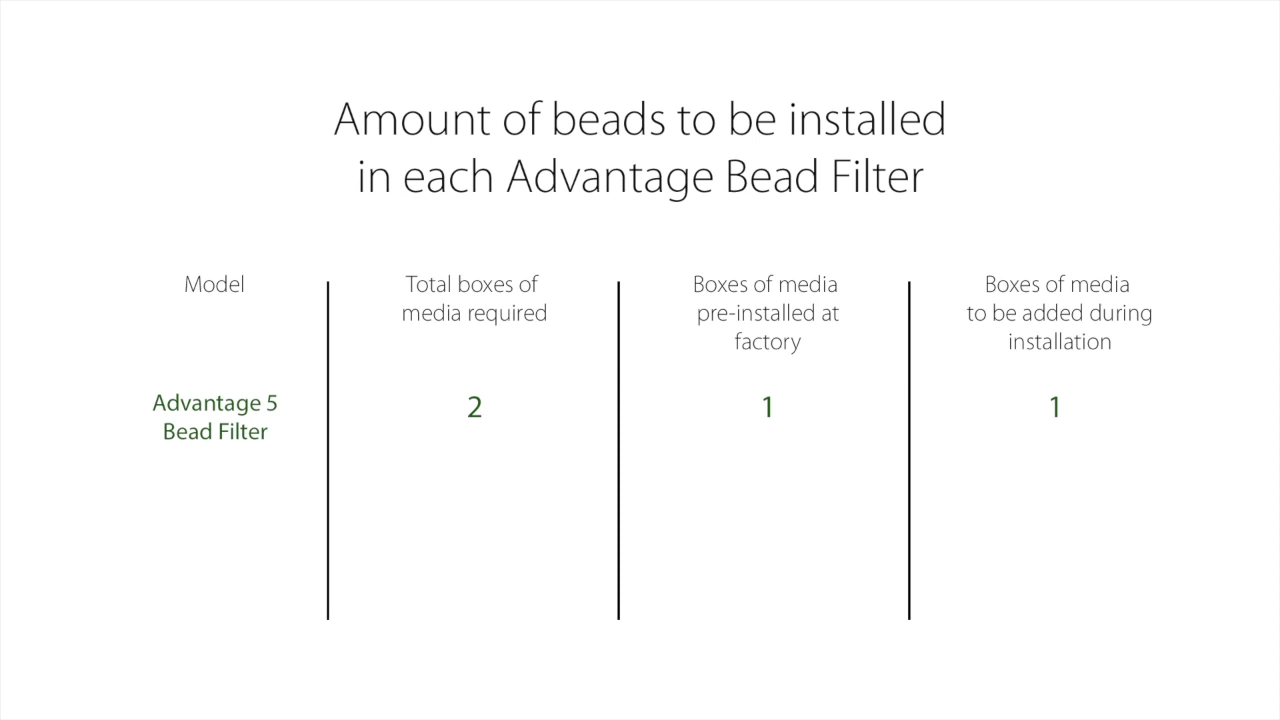 Amount of beads to be installed
in each Advantage Bead Filter
Model
Total boxes of
media required
Boxes of media
pre-installed at
factory
Boxes of media
to be added during
installation
Advantage 5
Bead Filter
2
1
1